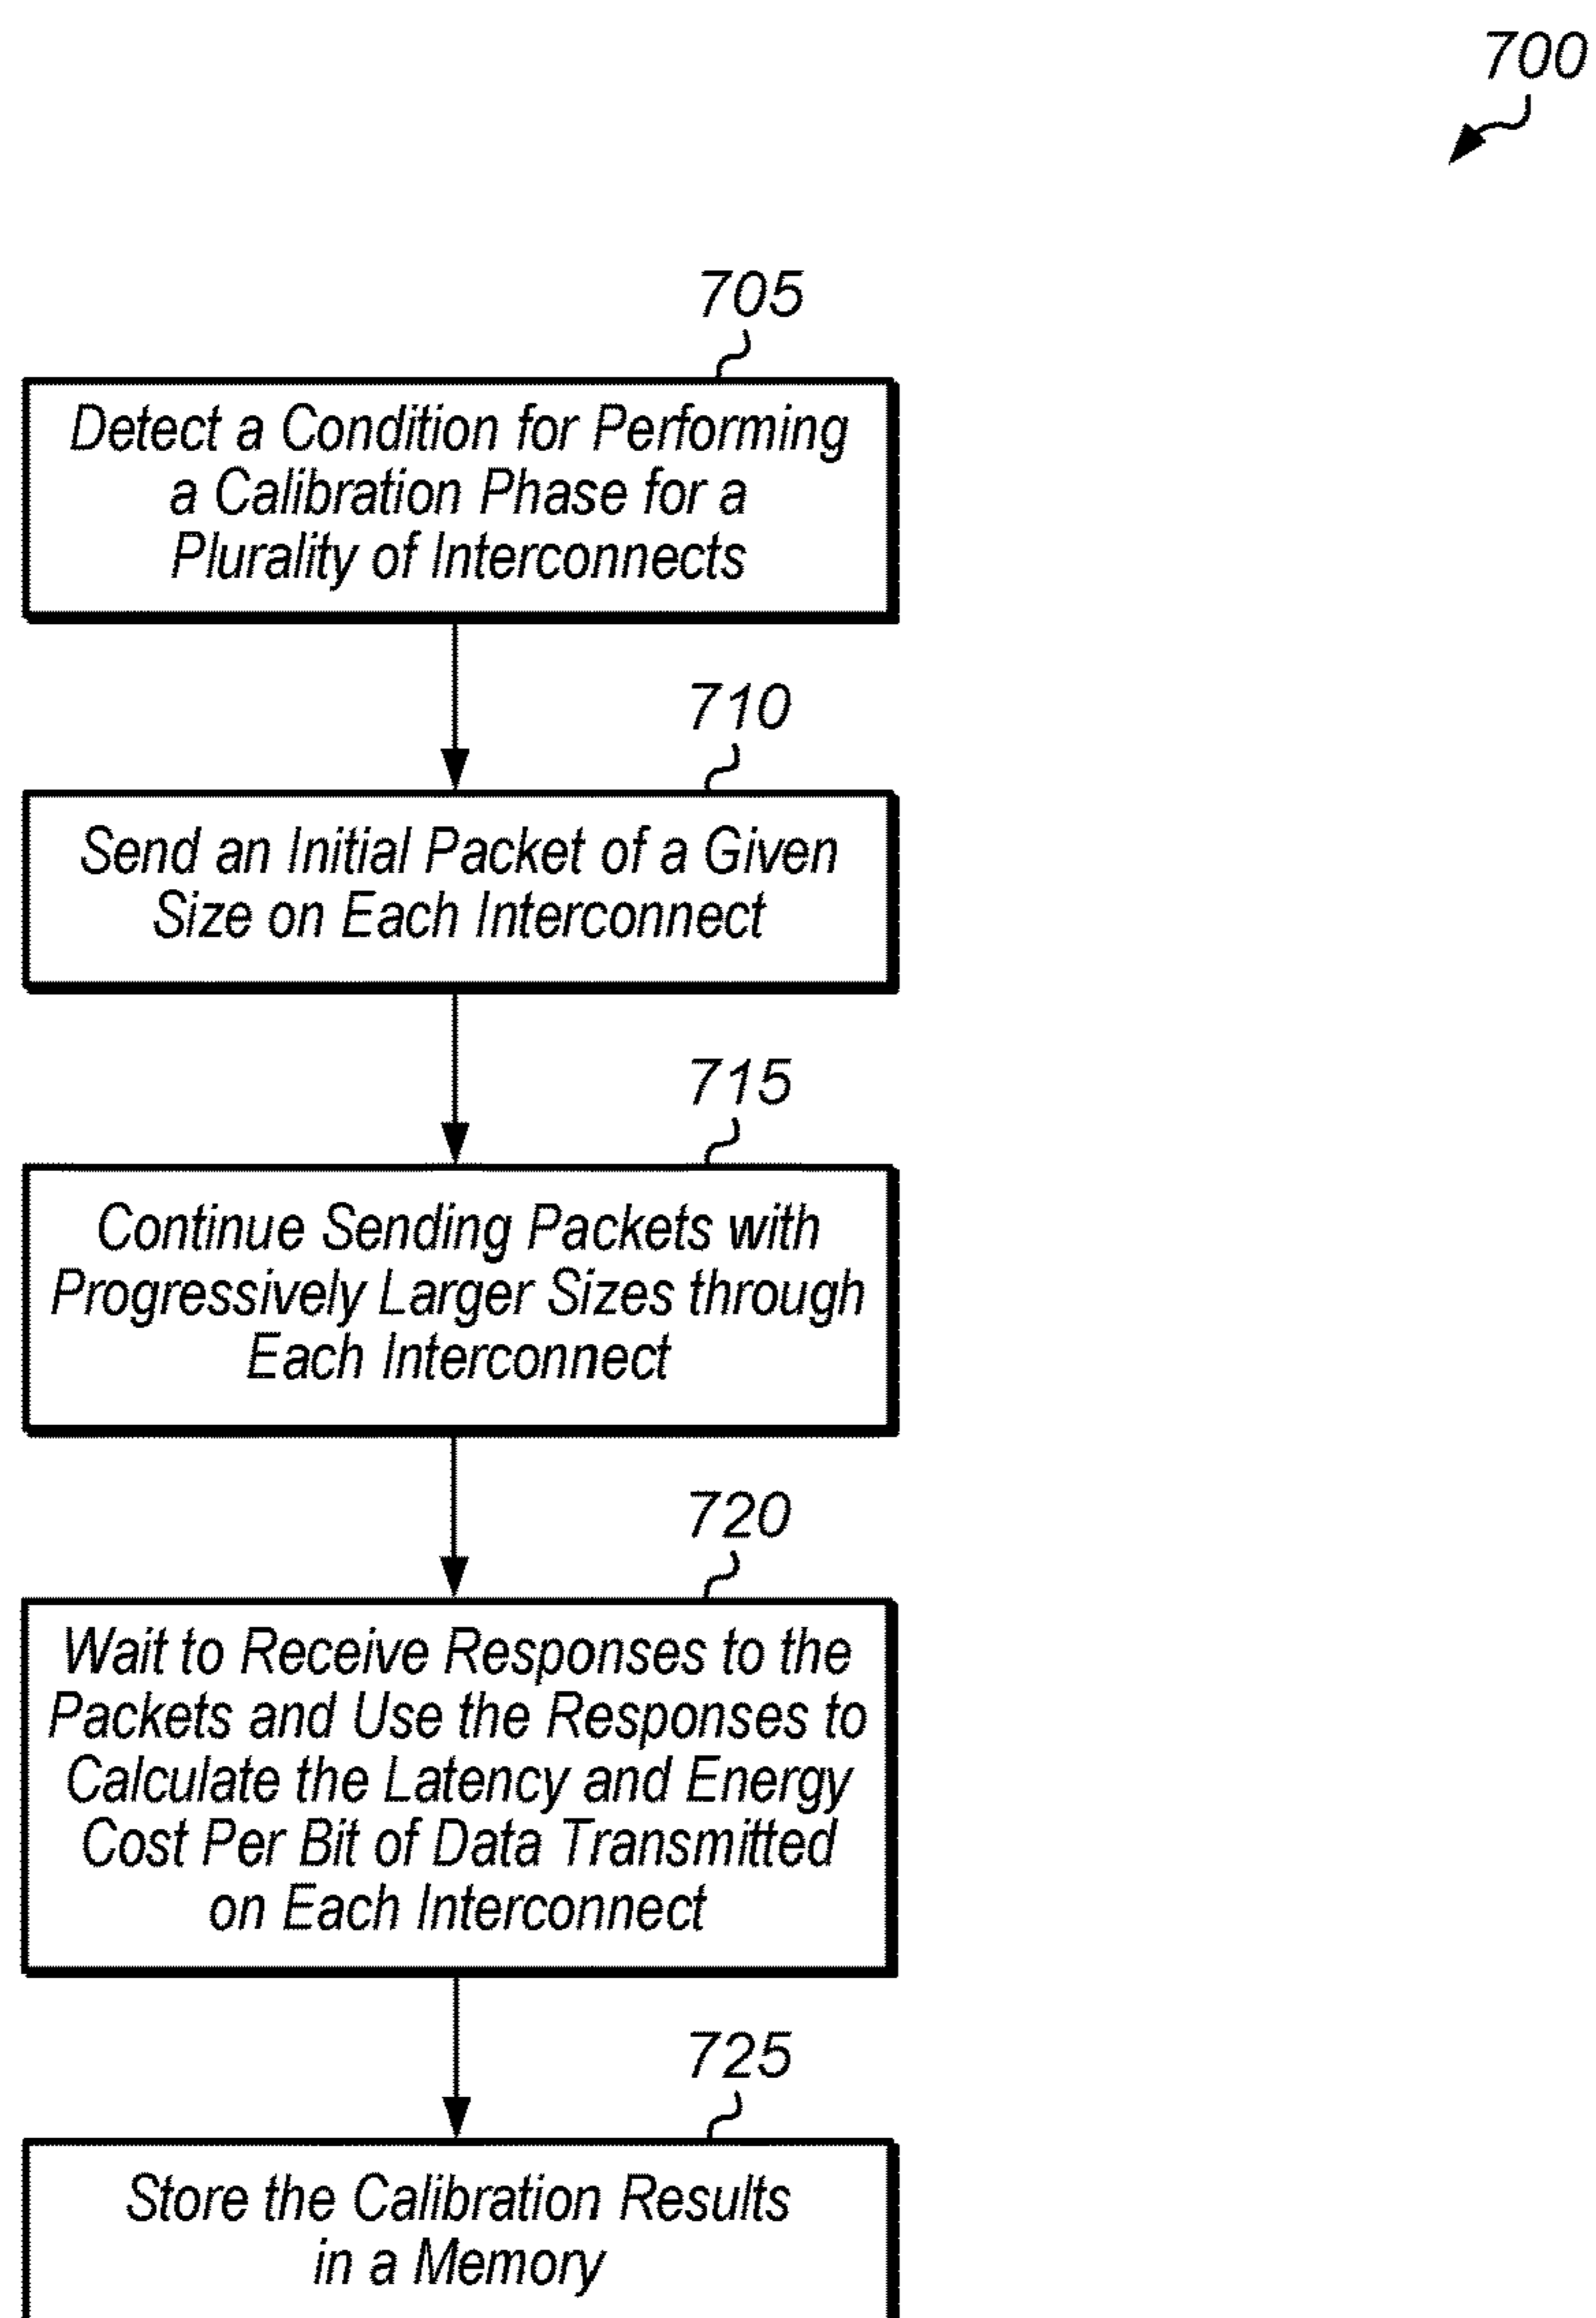 700
705
Detect a Condition for Performing
a Calibration Phase for a
Plurality of Interconnects
710
Send an Initial Packet of a Given
Size on Each Interconnect
715
Continue Sending Packets with
Progressively Larger Sizes through
Each Interconnect
720
Wait to Receive Responses to the
Packets and Use the Responses to
Calculate the Latency and Energy
Cost Per Bit of Data Transmitted
on Each Interconnect
725
Store the Calibration Results
in a Memory